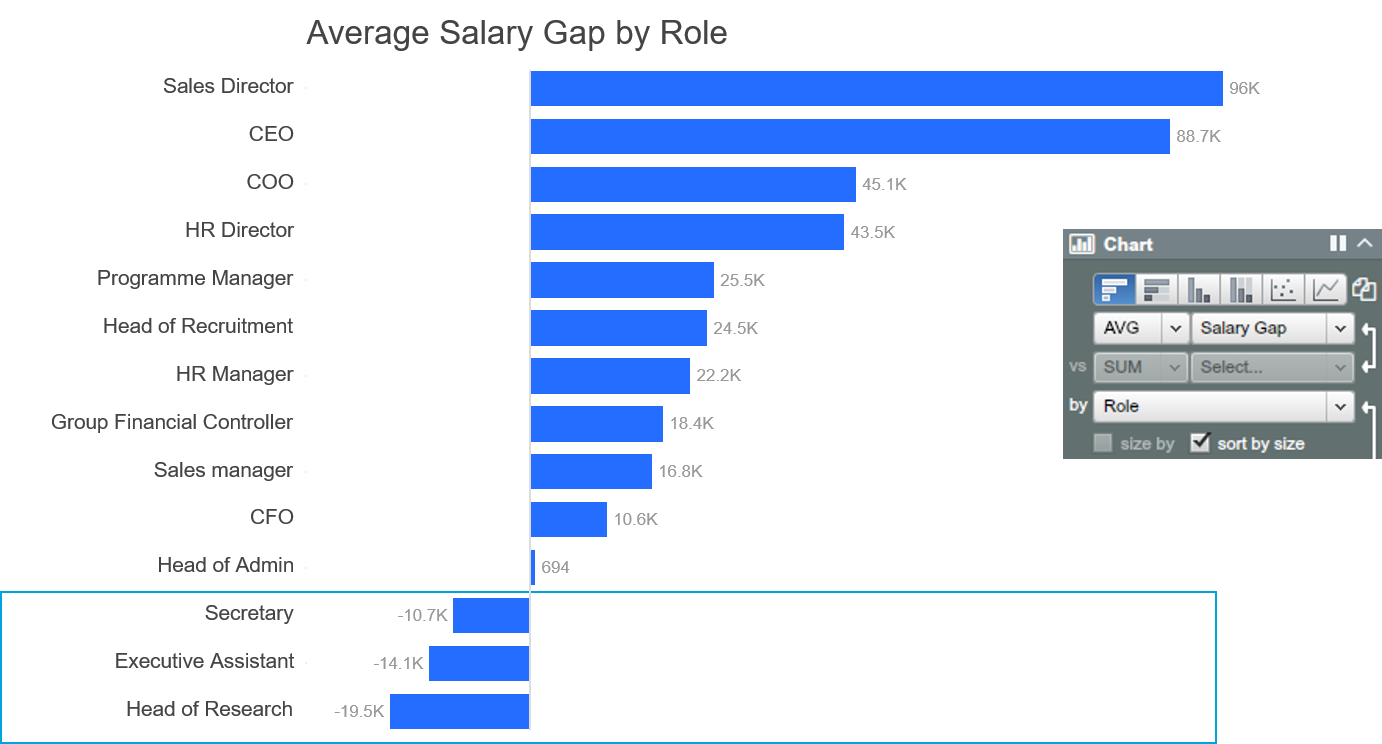 Average Salary Gap by Role
Sales Director 96K
CEO 88.7K
COO 45.1K
HR Director 43.5K
Programme Manager 25.5K
Head of Recruitment 24.5K
HR Manager 22.2K
Group Financial Controller 18.4K
Sales manager 16.8K
CFO 10.6K
Head of Admin 694
Secretary -10.7K
Executive Assistant -14.1K
Head of Research -19.5K
Chart
AVG Salary Gap
vs SUM Select...
by Role
size by sort by size